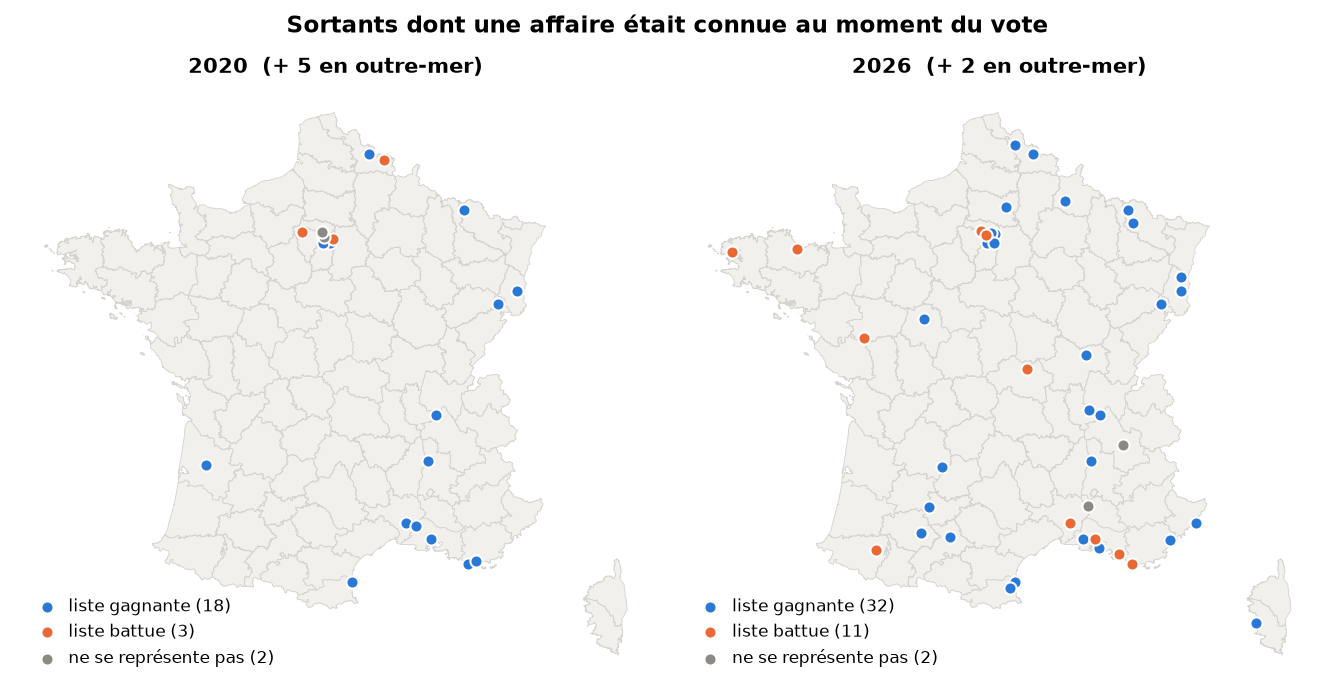 Sortants dont une affaire était connue au moment du vote
2020 (+ 5 en outre-mer)
2026 (+ 2 en outre-mer)
liste gagnante (18)
liste battue (3)
ne se représente pas (2)
liste gagnante (32)
liste battue (11)
ne se représente pas (2)